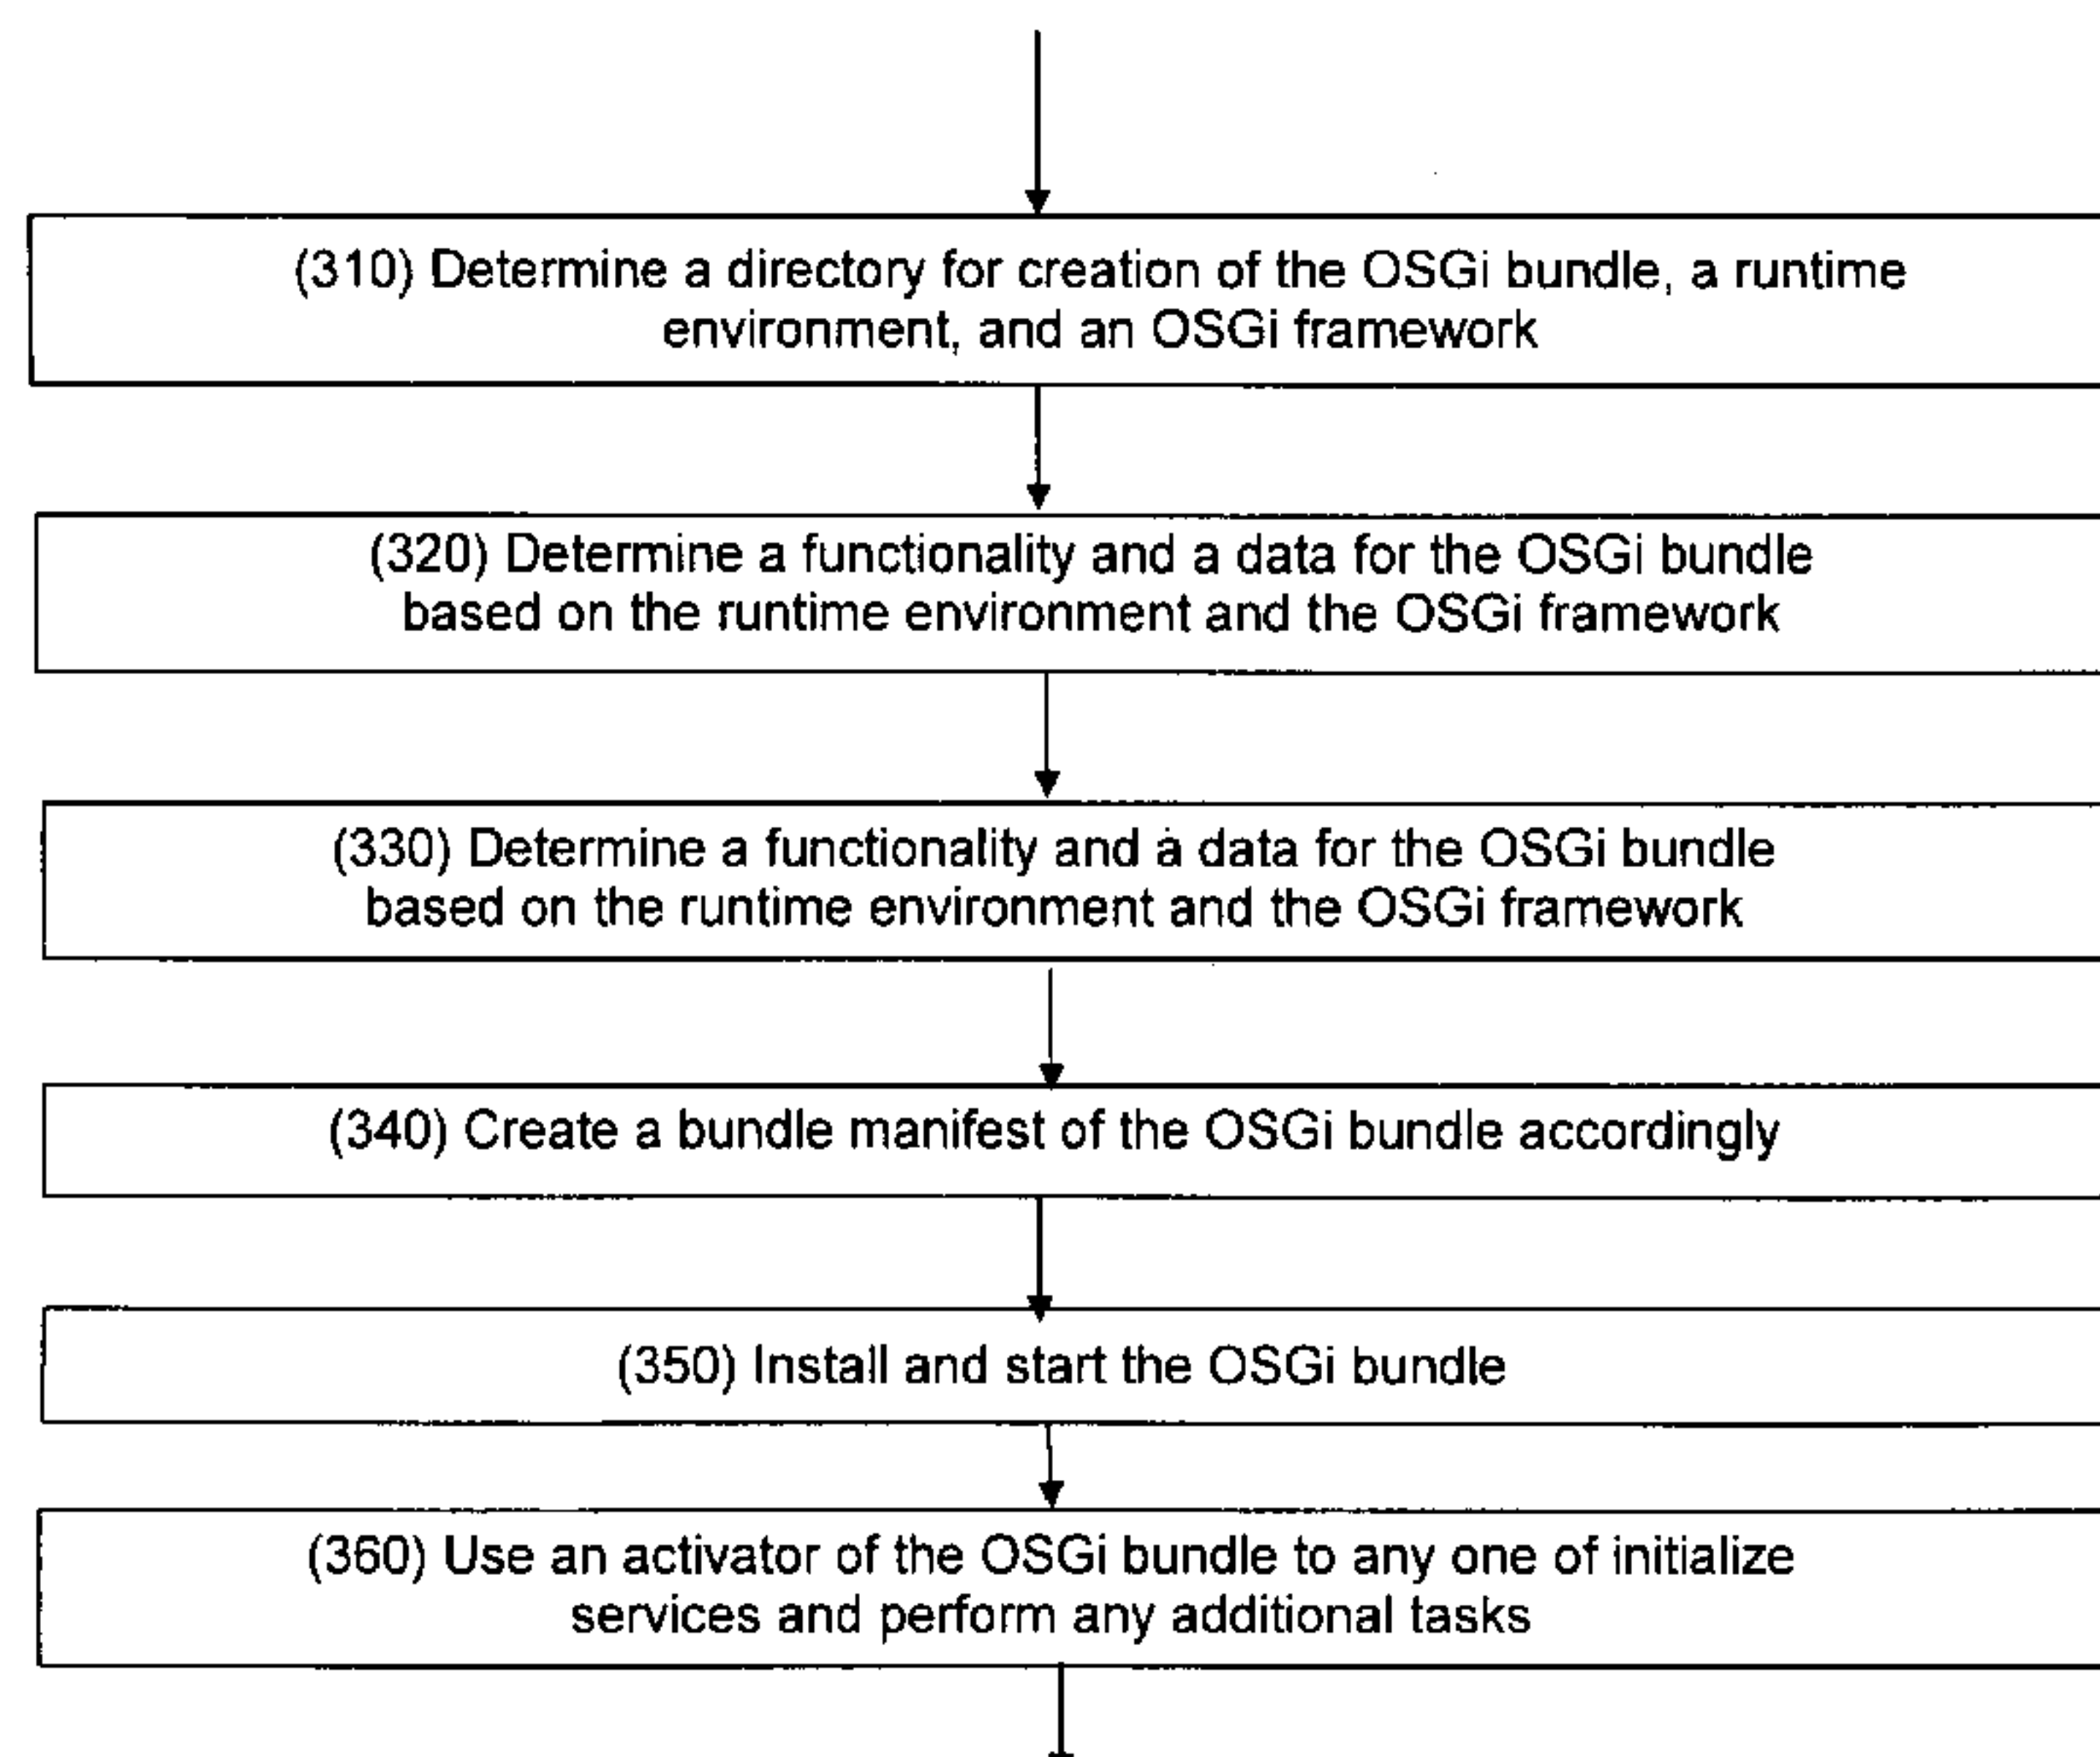 (310) Determine a directory for creation of the OSGi bundle, a runtime
environment, and an OSGi framework
(320) Determine a functionality and a data for the OSGi bundle
based on the runtime environment and the OSGi framework
(330) Determine a functionality and a data for the OSGi bundle
based on the runtime environment and the OSGi framework
(340) Create a bundle manifest of the OSGi bundle accordingly
(350) Install and start the OSGi bundle
(360) Use an activator of the OSGi bundle to any one of initialize
services and perform any additional tasks